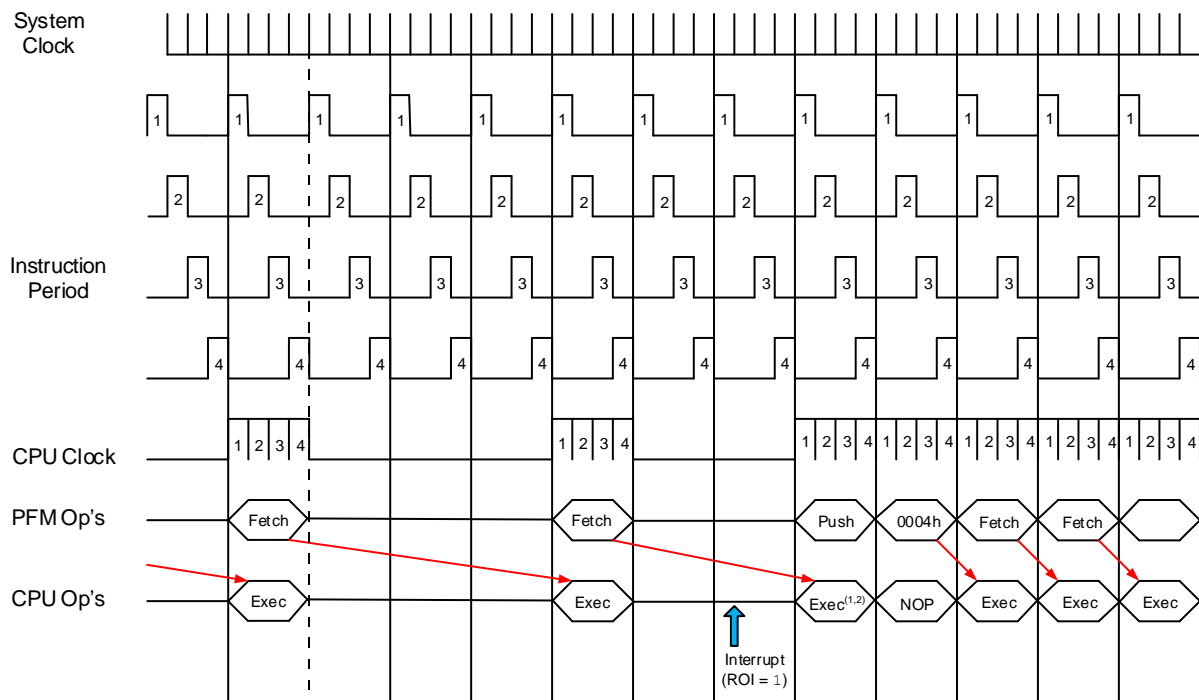 System
Clock
1 1 1 1 1 1 1 1 1 1 1 1 1
2 2 2 2 2 2 2 2 2 2 2 2 2
Instruction
Period
3 3 3 3 3 3 3 3 3 3 3 3 3
4 4 4 4 4 4 4 4 4 4 4 4 4
CPU Clock 1 2 3 4 1 2 3 4 1 2 3 4 1 2 3 4 1 2 3 4 1 2 3 4 1 2 3 4
PFM Op's Fetch Fetch Push 0004h Fetch Fetch
CPU Op's Exec Exec Exec(1,2) NOP Exec Exec Exec
Interrupt
(ROI = 1)